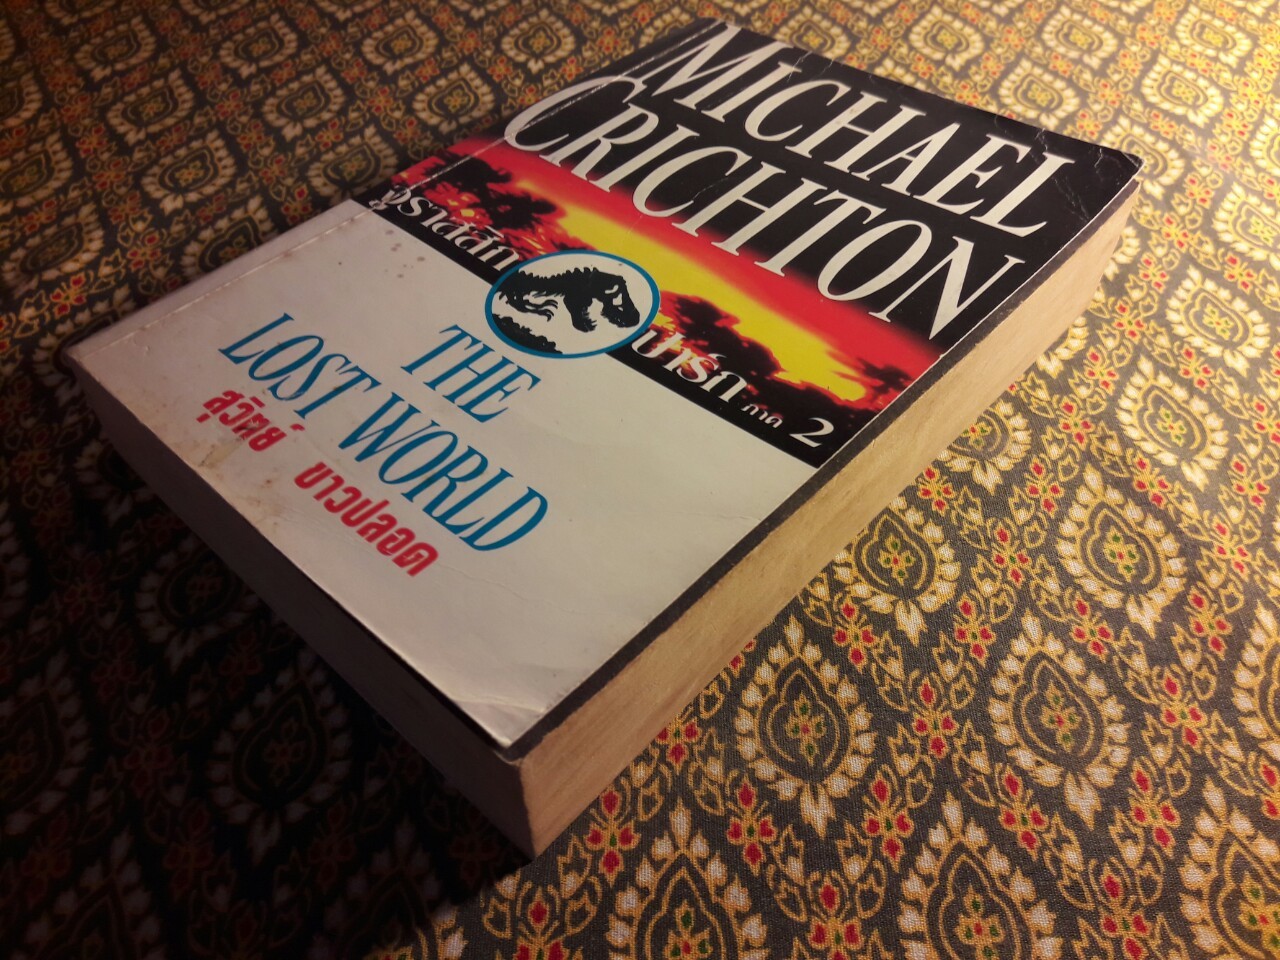 MICHAEL
CRICHTON
จูราสสิก ปาร์ก ภาค 2
THE
LOST WORLD
สุวิทย์ ขาวปลอด